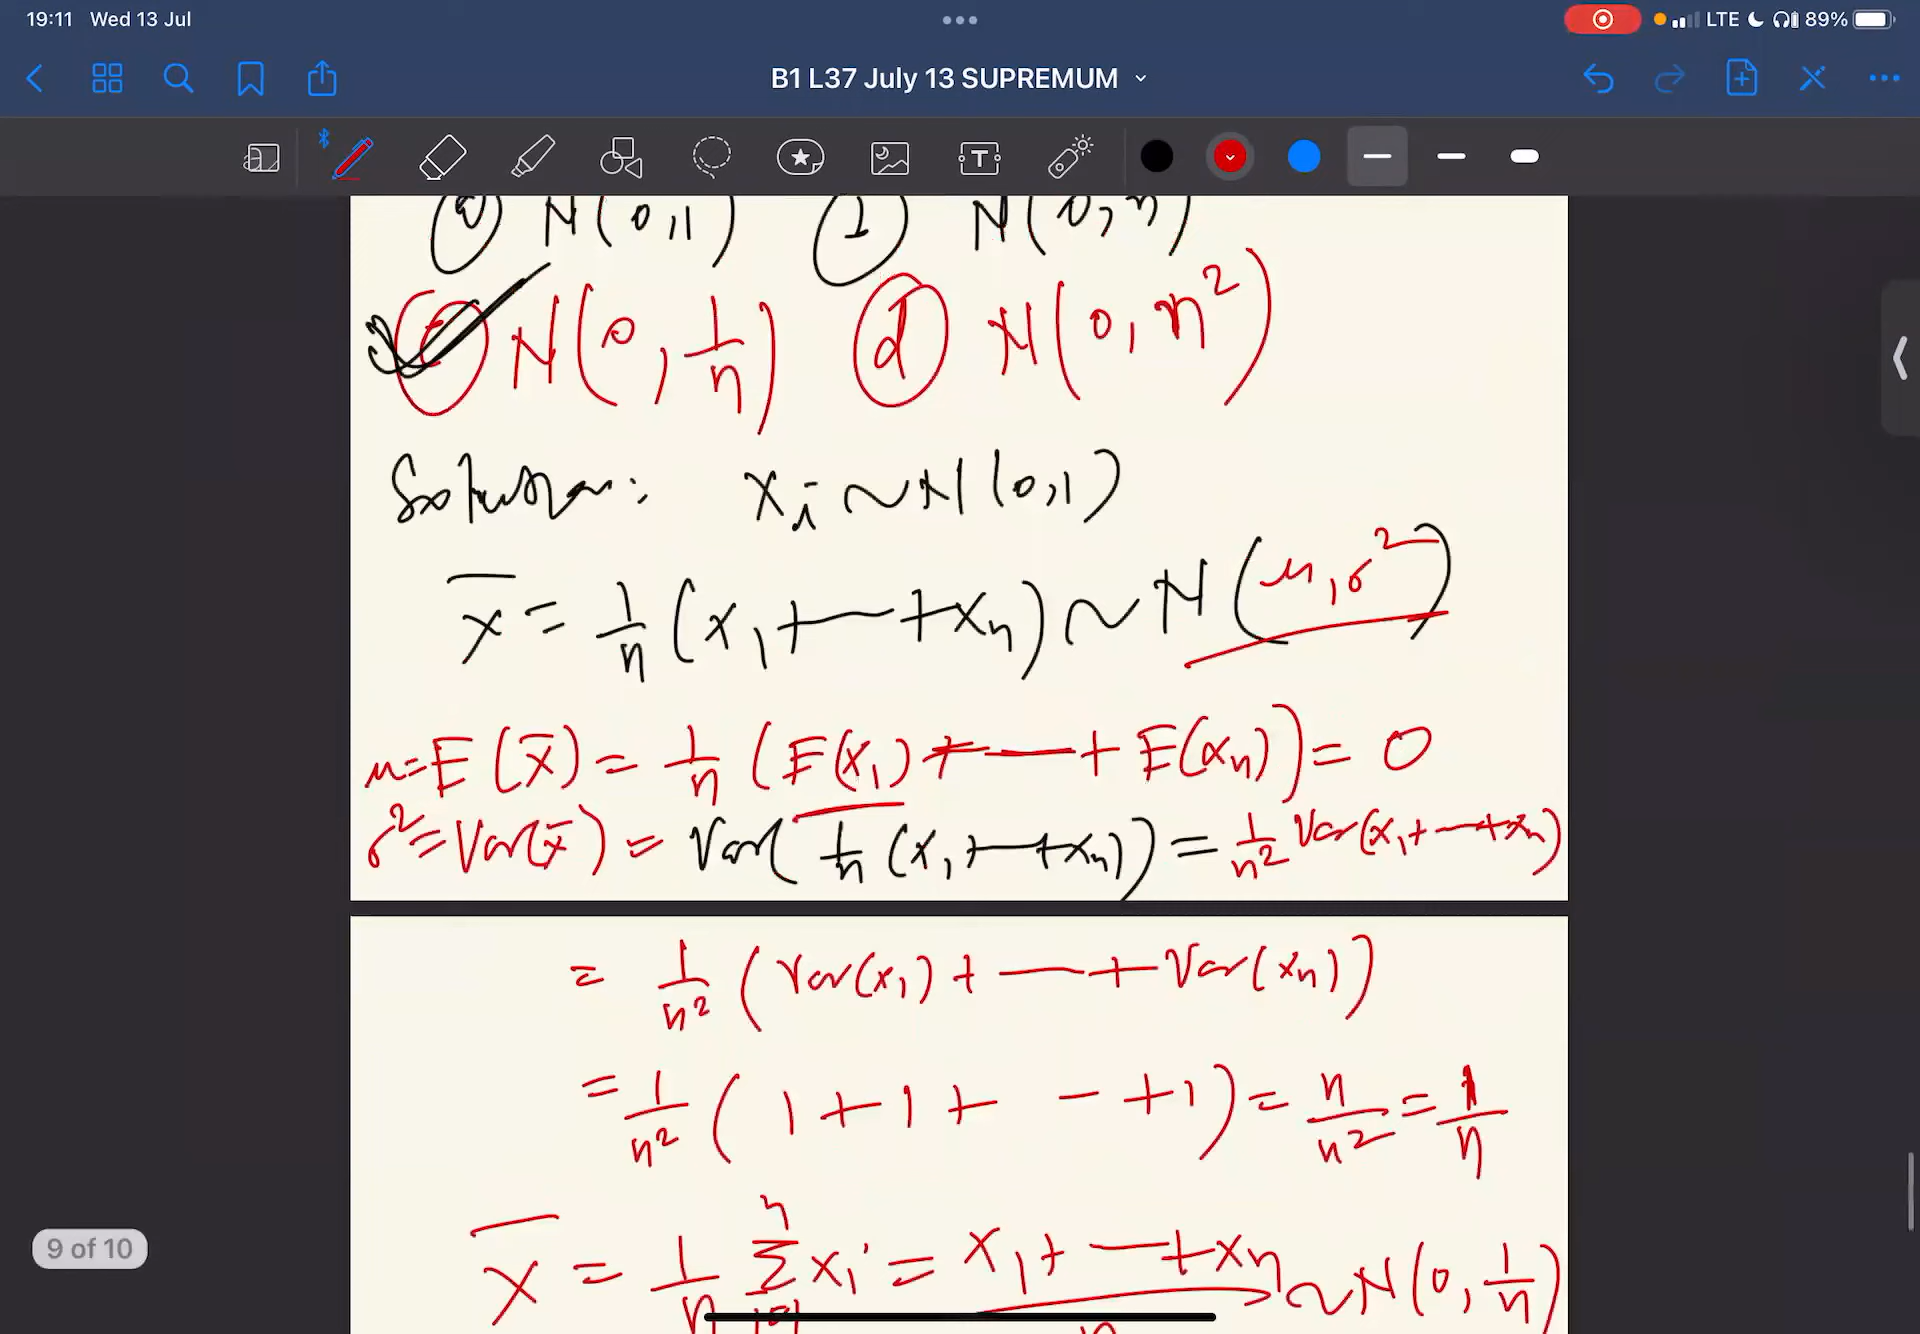 19:11 Wed 13 Jul
LTE 89%
B1 L37 July 13 SUPREMUM
T
N(0,1) N(0,n)
c N(0, 1/n) d N(0, n²)
Solution: Xi ~ N(0,1)
x̄ = 1/n (x₁ + — + xn) ~ N(μ, σ²)
μ = E(x̄) = 1/n (E(x₁) + — + E(xn)) = 0
σ² = Var(x̄) = Var(1/n (x₁ + — + xn)) = 1/n² Var(x₁ + — + xn)
= 1/n² (Var(x₁) + — + Var(xn))
= 1/n² (1 + 1 + - + 1) = n/n² = 1/n
x̄ = 1/n Σ xi = x₁ + — + xn / n ~ N(0, 1/n)
9 of 10